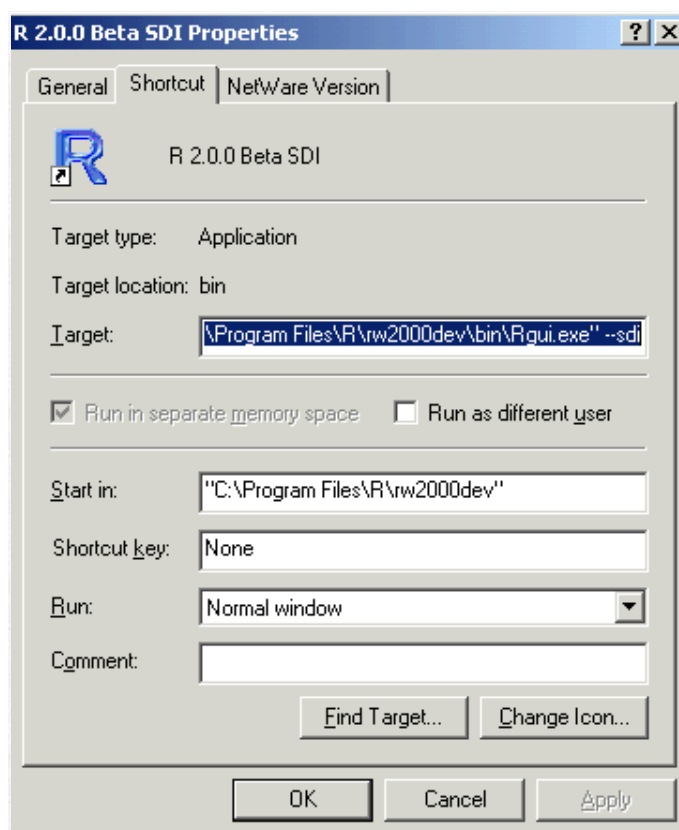 R 2.0.0 Beta SDI Properties
General Shortcut NetWare Version
R 2.0.0 Beta SDI
Target type: Application
Target location: bin
Target: \Program Files\R\rw2000dev\bin\Rgui.exe" --sdi
Run in separate memory space Run as different user
Start in: "C:\Program Files\R\rw2000dev"
Shortcut key: None
Run: Normal window
Comment:
Find Target... Change Icon...
OK Cancel Apply